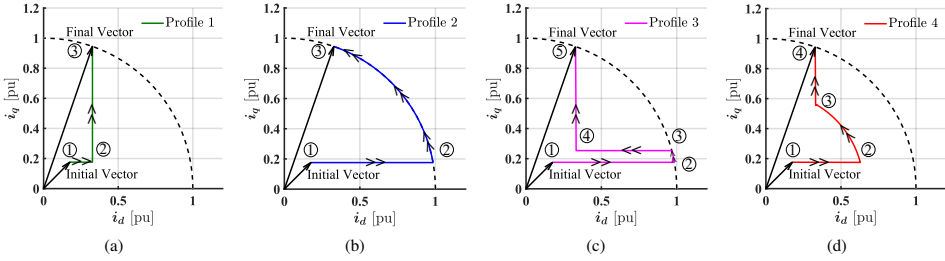 1.2
1
0.8
0.6
0.4
0.2
0
0
0.5
1
i_q [pu]
i_d [pu]
Profile 1
Final Vector
③
①
②
Initial Vector
(a)
1.2
1
0.8
0.6
0.4
0.2
0
0
0.5
1
i_q [pu]
i_d [pu]
Profile 2
Final Vector
③
①
②
Initial Vector
(b)
1.2
1
0.8
0.6
0.4
0.2
0
0
0.5
1
i_q [pu]
i_d [pu]
Profile 3
Final Vector
⑤
④
③
①
②
Initial Vector
(c)
1.2
1
0.8
0.6
0.4
0.2
0
0
0.5
1
i_q [pu]
i_d [pu]
Profile 4
Final Vector
④
③
①
②
Initial Vector
(d)